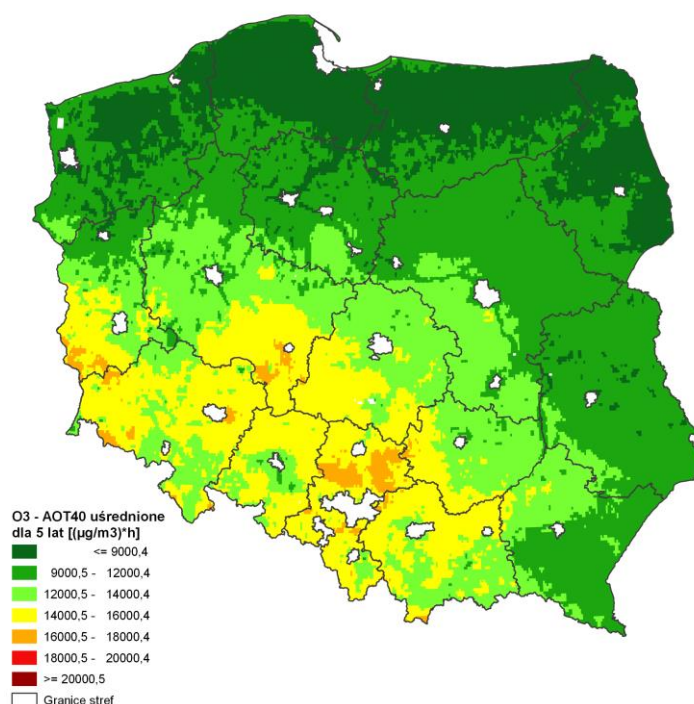 O3 - AOT40 uśrednione
dla 5 lat [(µg/m3)*h]
<= 9000,4
9000,5 - 12000,4
12000,5 - 14000,4
14000,5 - 16000,4
16000,5 - 18000,4
18000,5 - 20000,4
>= 20000,5
Granice stref